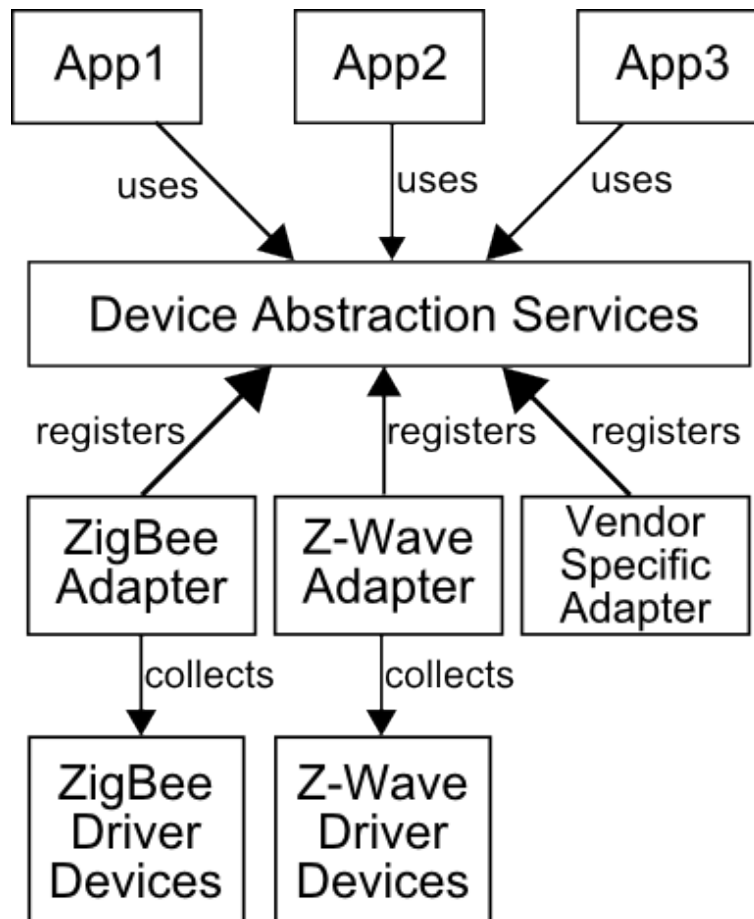 App1
App2
App3
uses
uses
uses
Device Abstraction Services
registers
registers
registers
ZigBee
Adapter
Z-Wave
Adapter
Vendor
Specific
Adapter
collects
collects
ZigBee
Driver
Devices
Z-Wave
Driver
Devices